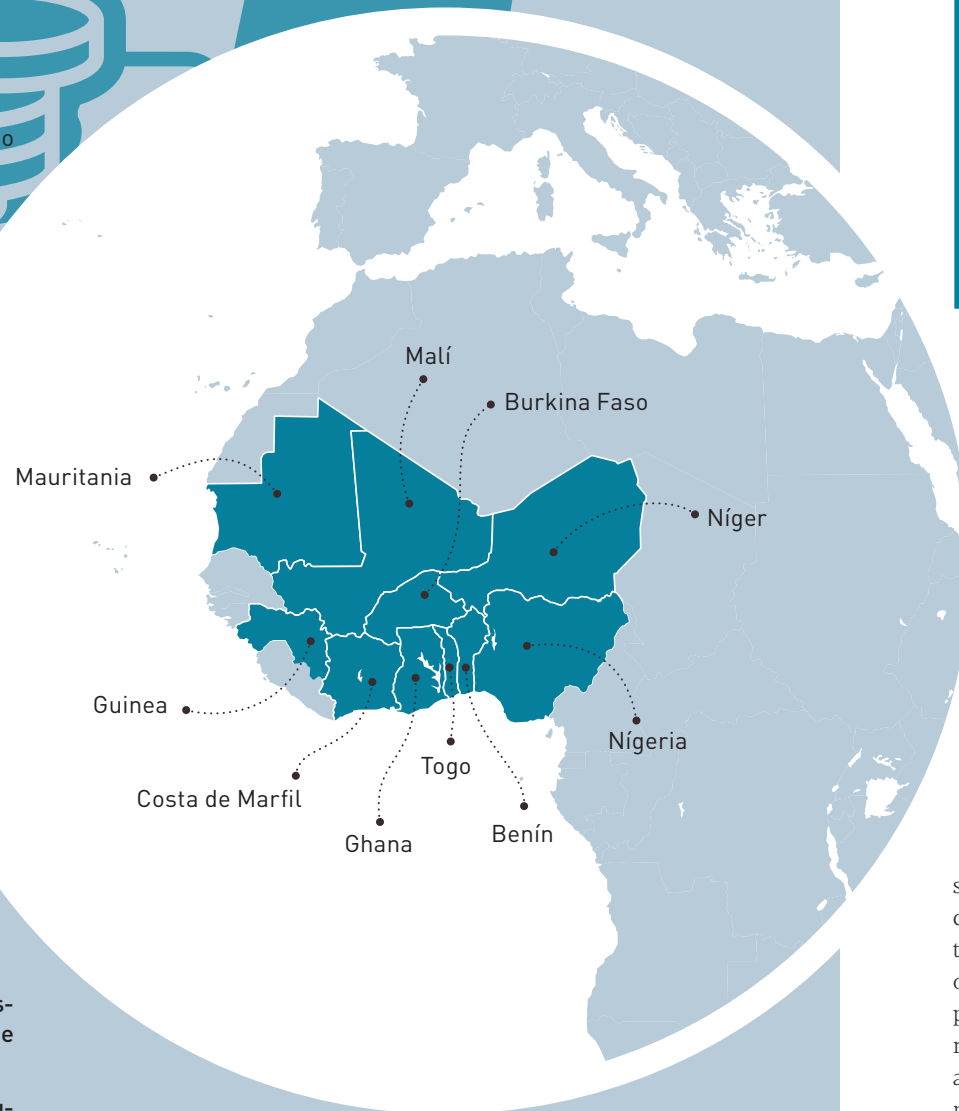 o
Malí
Burkina Faso
Mauritania
Níger
Guinea
Nígeria
Togo
Costa de Marfil
Benín
Ghana
s-
e